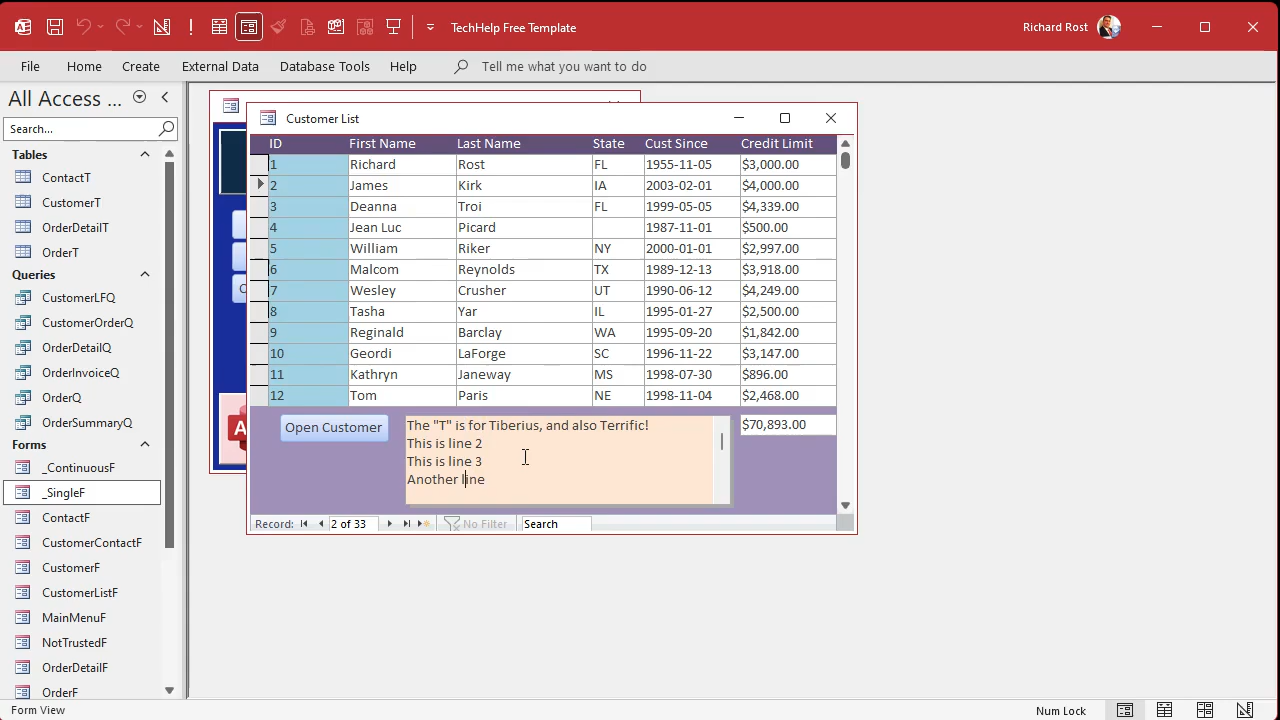 TechHelp Free Template
Richard Rost
File Home Create External Data Database Tools Help Tell me what you want to do
All Access ...
Search...
Tables
ContactT
CustomerT
OrderDetailT
OrderT
Queries
CustomerLFQ
CustomerOrderQ
OrderDetailQ
OrderInvoiceQ
OrderQ
OrderSummaryQ
Forms
_ContinuousF
_SingleF
ContactF
CustomerContactF
CustomerF
CustomerListF
MainMenuF
NotTrustedF
OrderDetailF
OrderF
Customer List
ID First Name Last Name State Cust Since Credit Limit
1 Richard Rost FL 1955-11-05 $3,000.00
2 James Kirk IA 2003-02-01 $4,000.00
3 Deanna Troi FL 1999-05-05 $4,339.00
4 Jean Luc Picard 1987-11-01 $500.00
5 William Riker NY 2000-01-01 $2,997.00
6 Malcom Reynolds TX 1989-12-13 $3,918.00
7 Wesley Crusher UT 1990-06-12 $4,249.00
8 Tasha Yar IL 1995-01-27 $2,500.00
9 Reginald Barclay WA 1995-09-20 $1,842.00
10 Geordi LaForge SC 1996-11-22 $3,147.00
11 Kathryn Janeway MS 1998-07-30 $896.00
12 Tom Paris NE 1998-11-04 $2,468.00
Open Customer
The "T" is for Tiberius, and also Terrific!
This is line 2
This is line 3
Another line
$70,893.00
Record: 2 of 33 No Filter Search
Form View
Num Lock